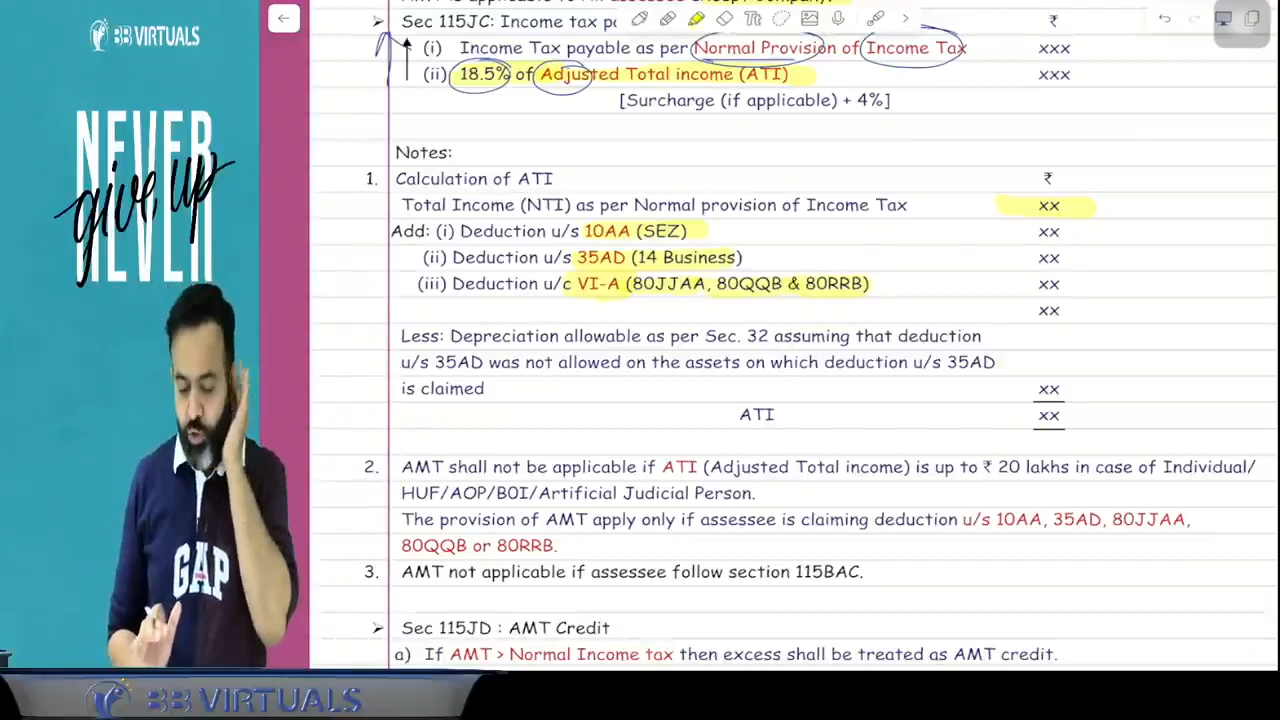 BB VIRTUALS
NEVER
give up
NEVER
GAP
➤ Sec 115JC: Income tax ₹
(i) Income Tax payable as per Normal Provision of Income Tax xxx
(ii) 18.5% of Adjusted Total income (ATI) xxx
[Surcharge (if applicable) + 4%]
Notes:
1. Calculation of ATI ₹
Total Income (NTI) as per Normal provision of Income Tax xx
Add: (i) Deduction u/s 10AA (SEZ) xx
(ii) Deduction u/s 35AD (14 Business) xx
(iii) Deduction u/c VI-A (80JJAA, 80QQB & 80RRB) xx
xx
Less: Depreciation allowable as per Sec. 32 assuming that deduction
u/s 35AD was not allowed on the assets on which deduction u/s 35AD
is claimed xx
ATI xx
2. AMT shall not be applicable if ATI (Adjusted Total income) is up to ₹ 20 lakhs in case of Individual/
HUF/AOP/BOI/Artificial Judicial Person.
The provision of AMT apply only if assessee is claiming deduction u/s 10AA, 35AD, 80JJAA,
80QQB or 80RRB.
3. AMT not applicable if assessee follow section 115BAC.
➤ Sec 115JD : AMT Credit
a) If AMT > Normal Income tax then excess shall be treated as AMT credit.
BB VIRTUALS